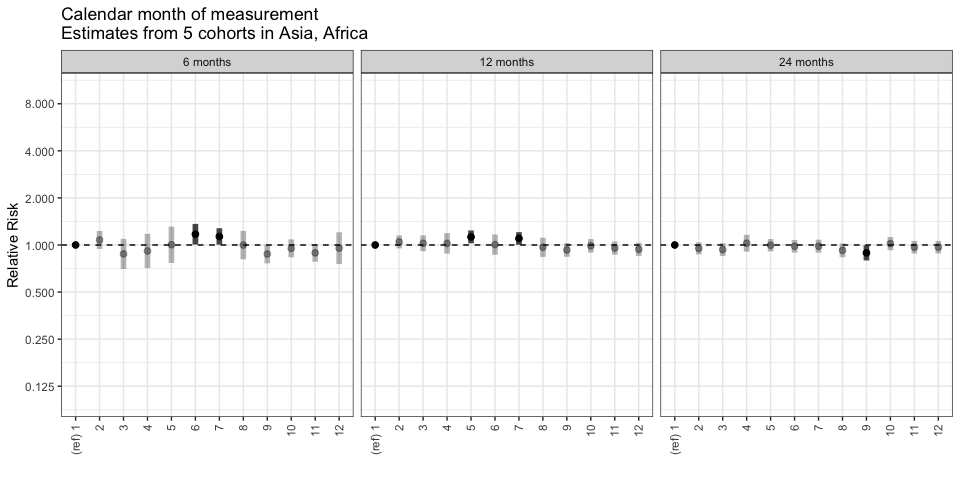 Calendar month of measurement
Estimates from 5 cohorts in Asia, Africa
6 months
12 months
24 months
Relative Risk
8.000
4.000
2.000
1.000
0.500
0.250
0.125
(ref) 1 2 3 4 5 6 7 8 9 10 11 12
(ref) 1 2 3 4 5 6 7 8 9 10 11 12
(ref) 1 2 3 4 5 6 7 8 9 10 11 12